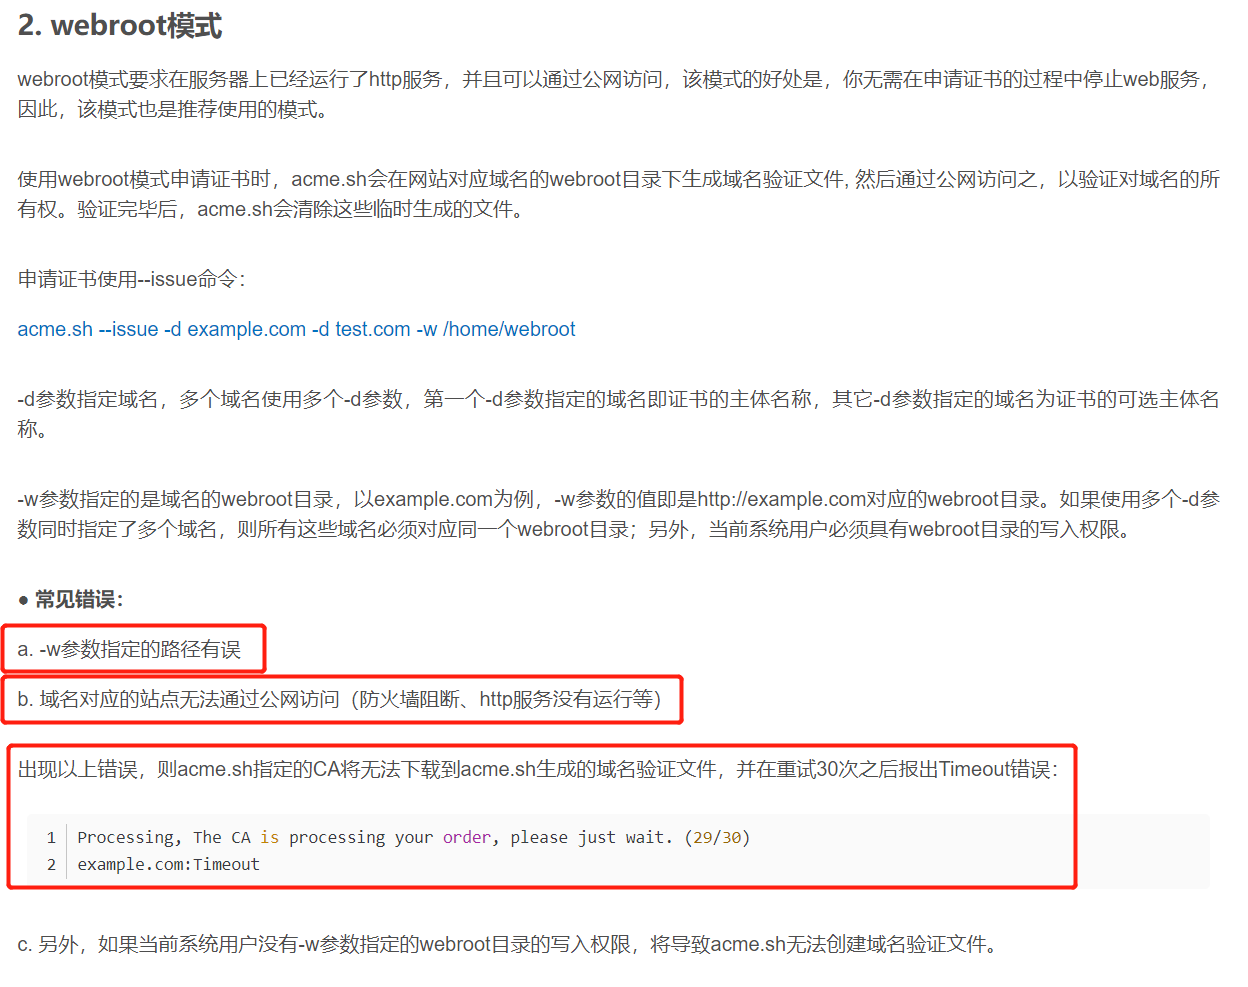 2. webroot模式
webroot模式要求在服务器上已经运行了http服务，并且可以通过公网访问，该模式的好处是，你无需在申请证书的过程中停止web服务，
因此，该模式也是推荐使用的模式。
使用webroot模式申请证书时，acme.sh会在网站对应域名的webroot目录下生成域名验证文件, 然后通过公网访问之，以验证对域名的所
有权。验证完毕后，acme.sh会清除这些临时生成的文件。
申请证书使用--issue命令：
acme.sh --issue -d example.com -d test.com -w /home/webroot
-d参数指定域名，多个域名使用多个-d参数，第一个-d参数指定的域名即证书的主体名称，其它-d参数指定的域名为证书的可选主体名
称。
-w参数指定的是域名的webroot目录，以example.com为例，-w参数的值即是http://example.com对应的webroot目录。如果使用多个-d参
数同时指定了多个域名，则所有这些域名必须对应同一个webroot目录；另外，当前系统用户必须具有webroot目录的写入权限。
● 常见错误：
a. -w参数指定的路径有误
b. 域名对应的站点无法通过公网访问（防火墙阻断、http服务没有运行等）
出现以上错误，则acme.sh指定的CA将无法下载到acme.sh生成的域名验证文件，并在重试30次之后报出Timeout错误：
1 Processing, The CA is processing your order, please just wait. (29/30)
2 example.com:Timeout
c. 另外，如果当前系统用户没有-w参数指定的webroot目录的写入权限，将导致acme.sh无法创建域名验证文件。